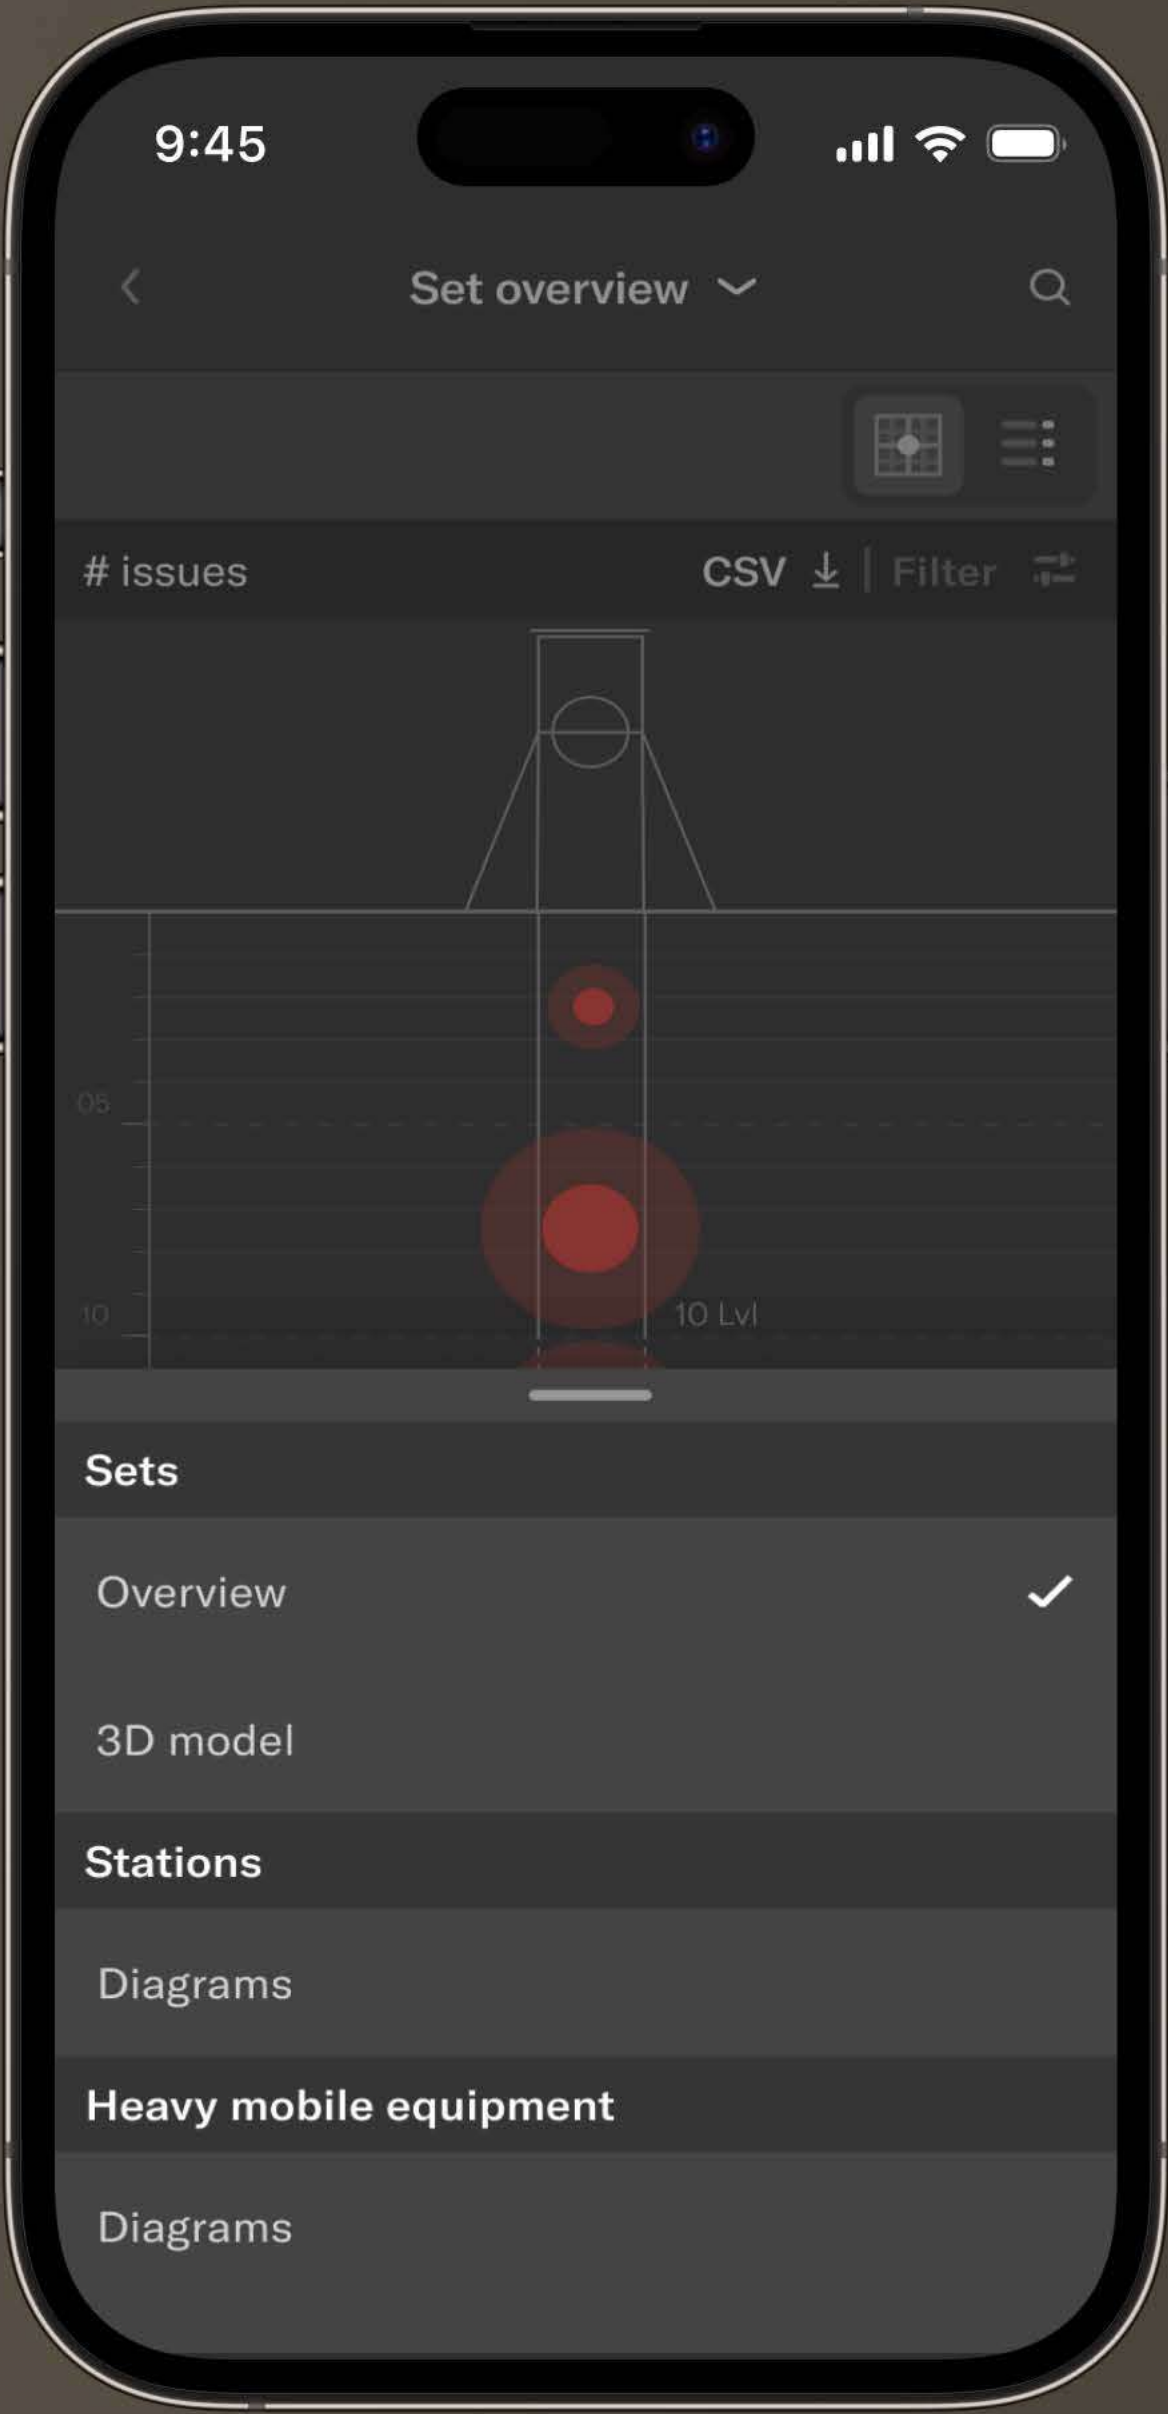 9:45
Set overview
# issues
CSV
Filter
05
10
10 Lvl
Sets
Overview
3D model
Stations
Diagrams
Heavy mobile equipment
Diagrams